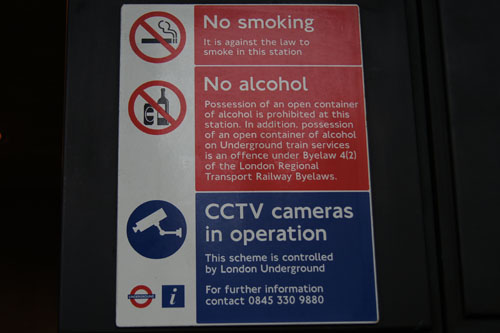 No smoking
It is against the law to
smoke in this station
No alcohol
Possession of an open container
of alcohol is prohibited at this
station. In addition, possession
of an open container of alcohol
on Underground train services
is an offence under Byelaw 4(2)
of the London Regional
Transport Railway Byelaws.
CCTV cameras
in operation
This scheme is controlled
by London Underground
For further information
contact 0845 330 9880
UNDERGROUND
i